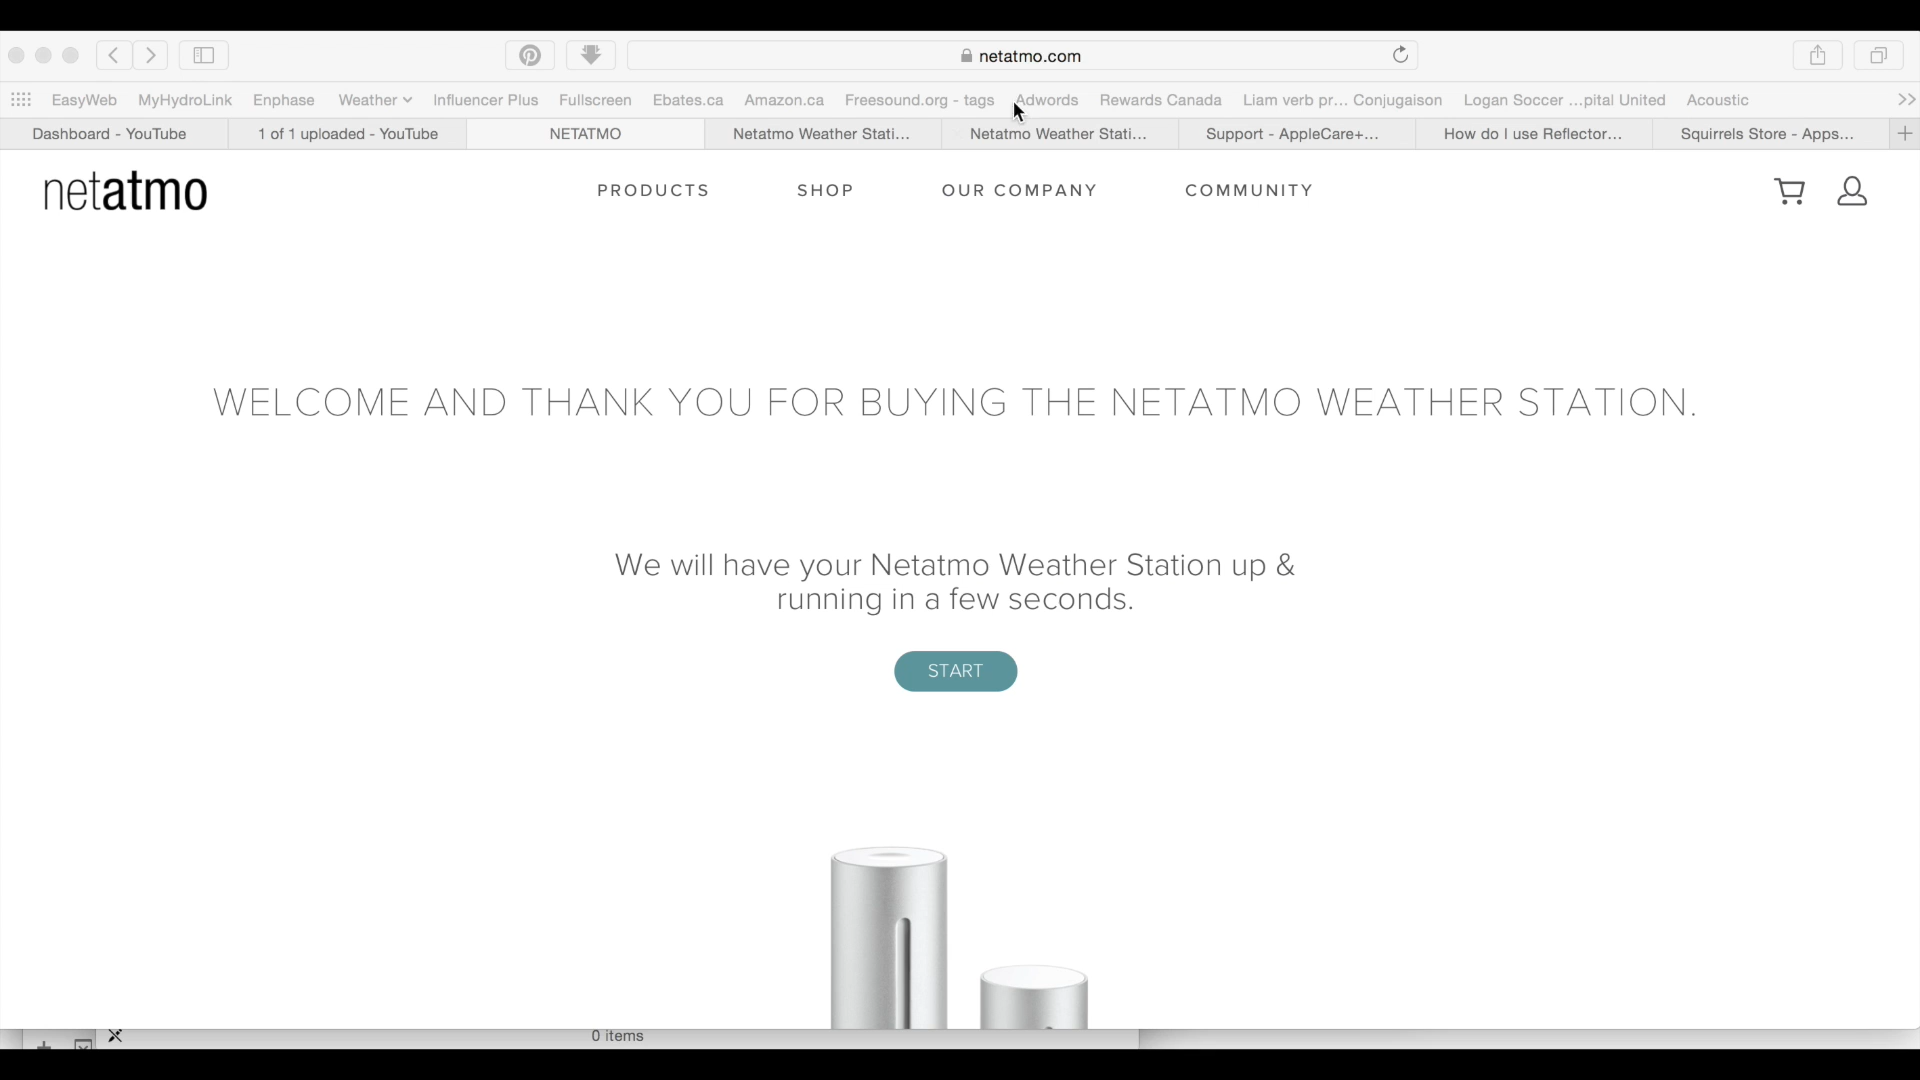 netatmo.com
EasyWeb MyHydroLink Enphase Weather Influencer Plus Fullscreen Ebates.ca Amazon.ca Freesound.org - tags Adwords Rewards Canada Liam verb pr... Conjugaison Logan Soccer ...pital United Acoustic
Dashboard - YouTube 1 of 1 uploaded - YouTube NETATMO Netatmo Weather Stati... Netatmo Weather Stati... Support - AppleCare+... How do I use Reflector... Squirrels Store - Apps...
netatmo PRODUCTS SHOP OUR COMPANY COMMUNITY
WELCOME AND THANK YOU FOR BUYING THE NETATMO WEATHER STATION.
We will have your Netatmo Weather Station up &
running in a few seconds.
START
0 items